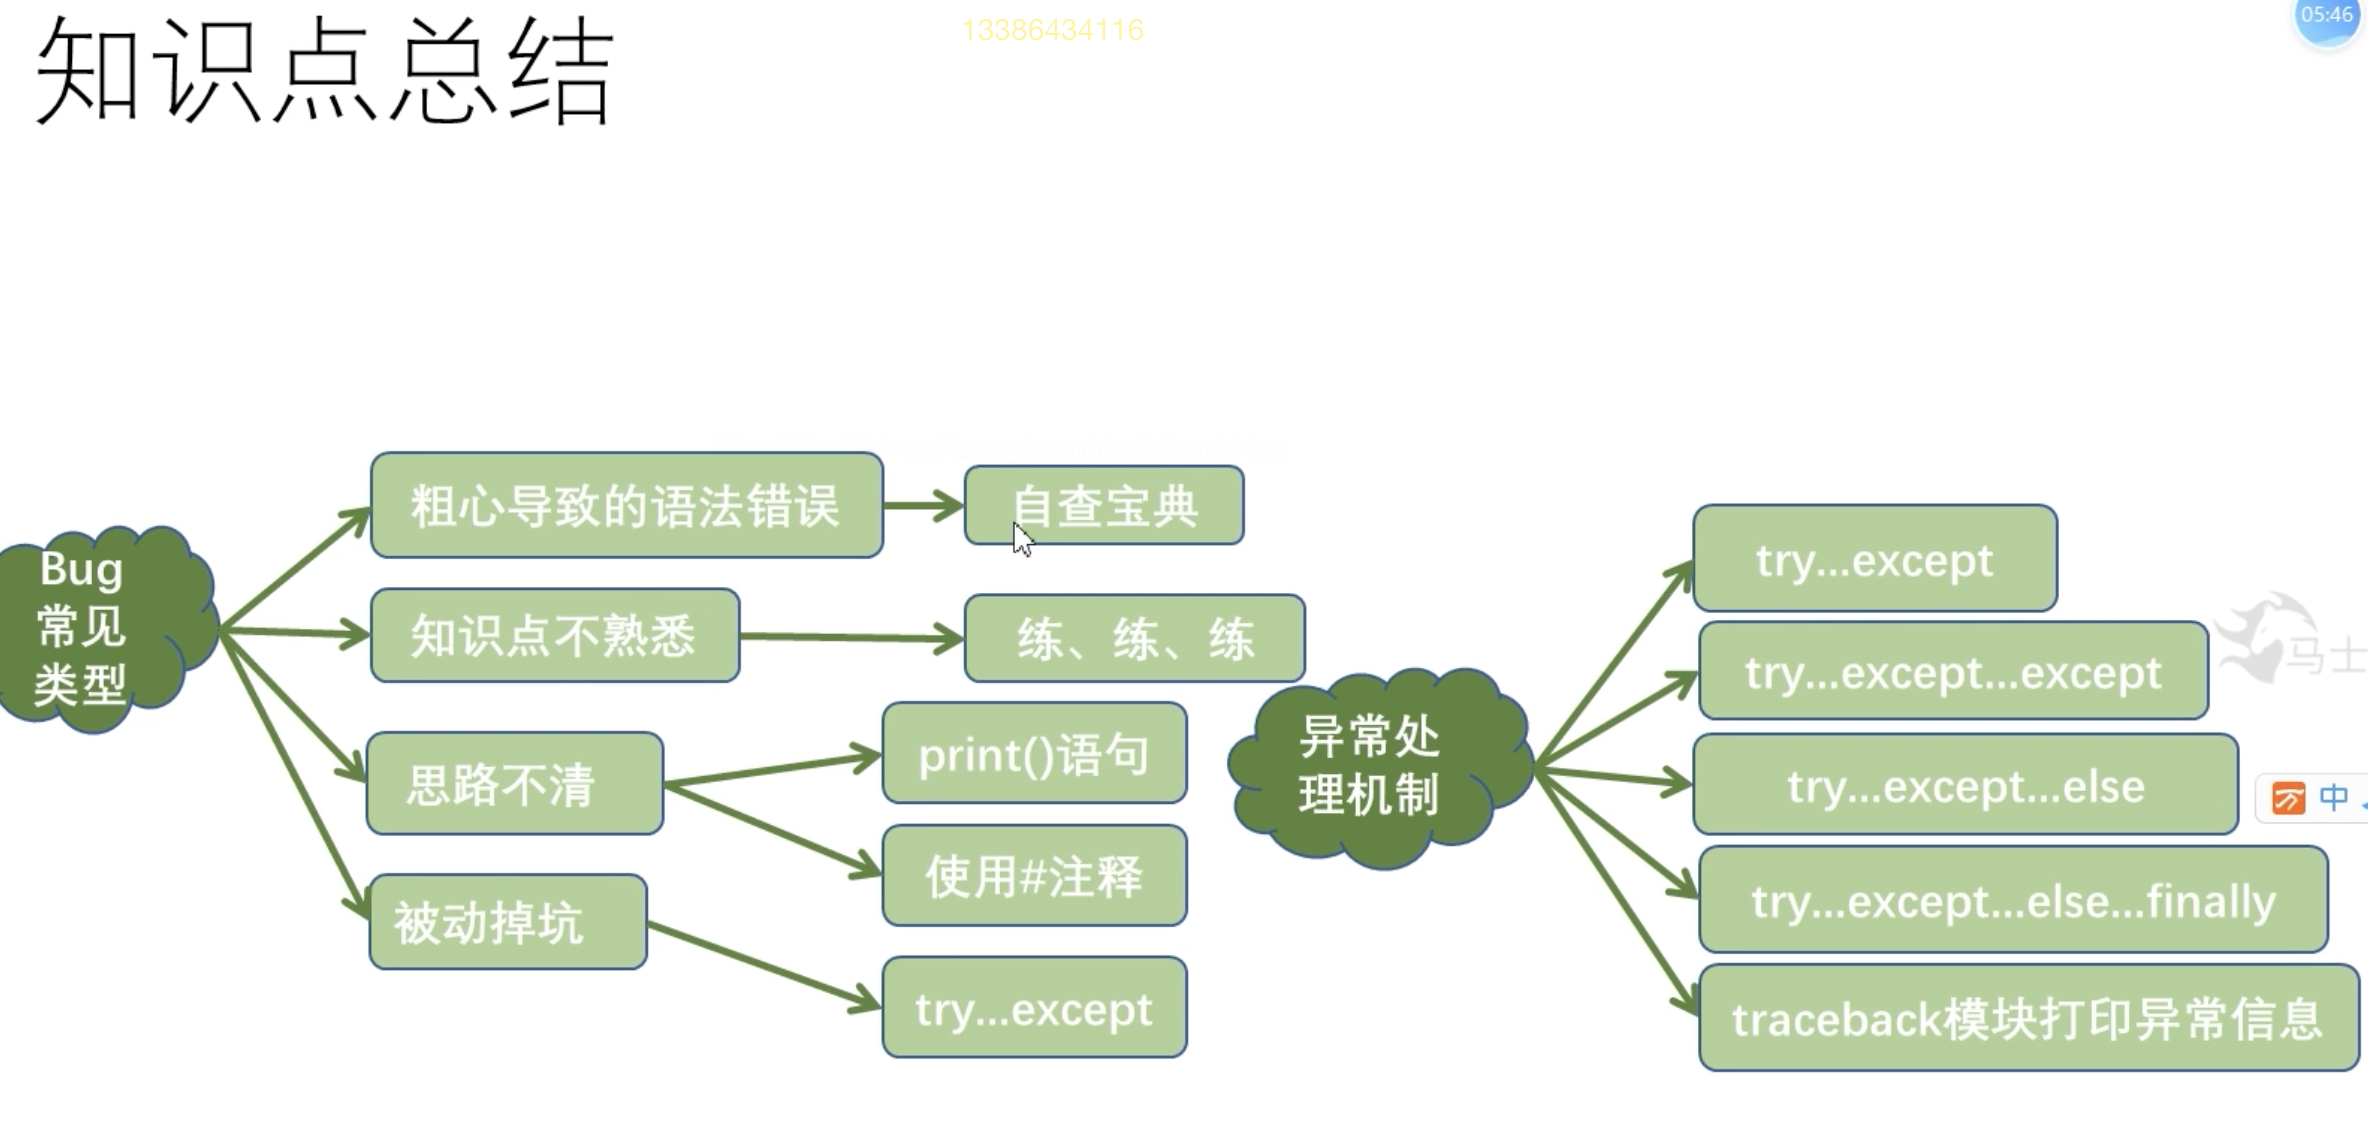 13386434116
05:46
知识点总结
粗心导致的语法错误
自查宝典
Bug
常见
类型
知识点不熟悉
练、练、练
思路不清
print()语句
使用#注释
被动掉坑
try...except
异常处
理机制
try...except
try...except...except
try...except...else
try...except...else...finally
traceback模块打印异常信息
马士
中